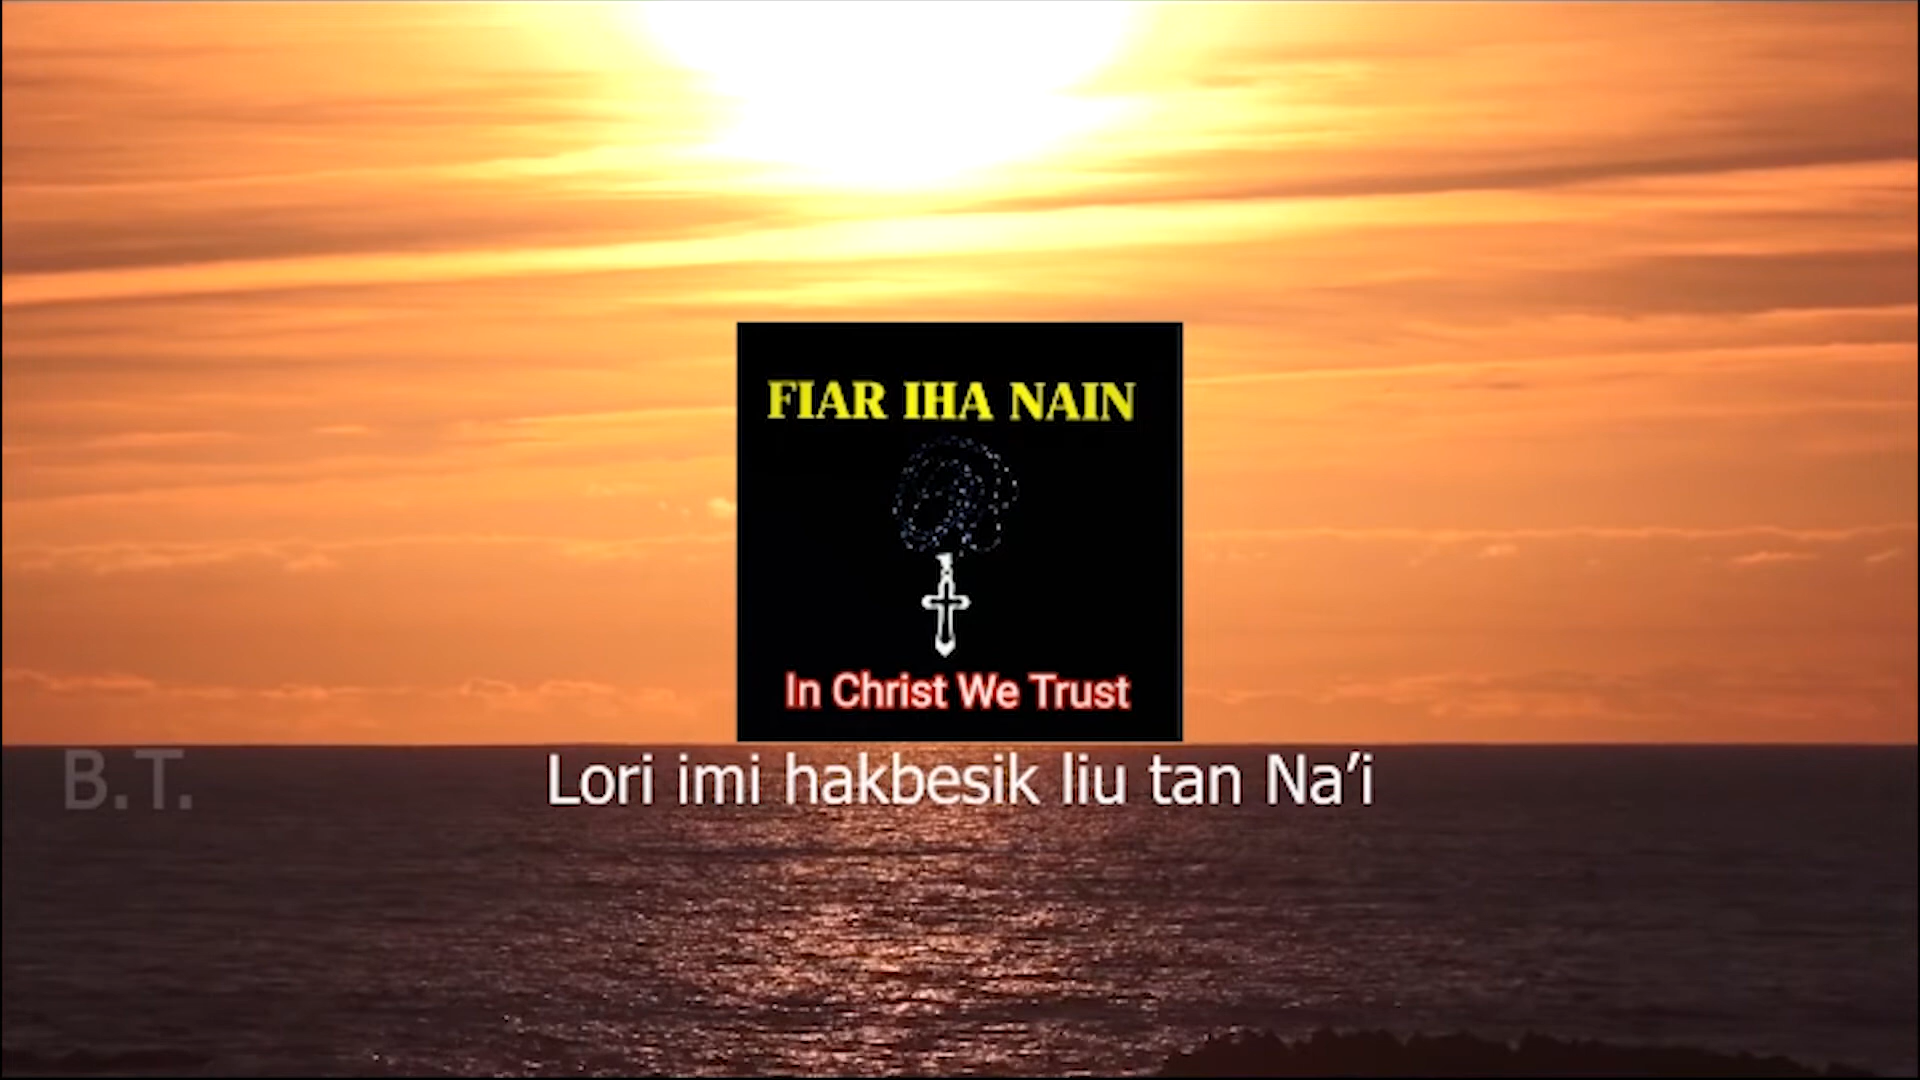 FIAR IHA NAIN
In Christ We Trust
B.T.
Lori imi hakbesik liu tan Na’i